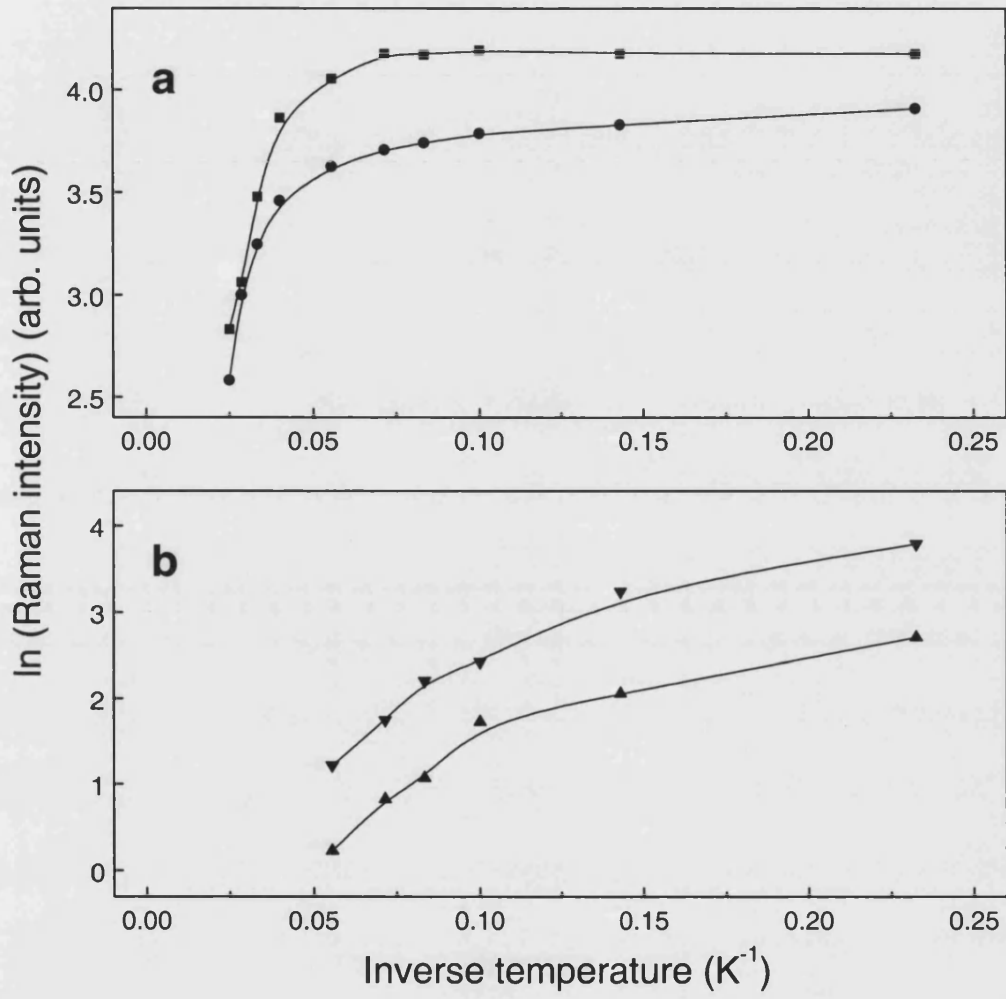 a
4.0
3.5
3.0
2.5
0.00 0.05 0.10 0.15 0.20 0.25
ln (Raman intensity) (arb. units)
b
4
3
2
1
0
0.00 0.05 0.10 0.15 0.20 0.25
Inverse temperature (K⁻¹)